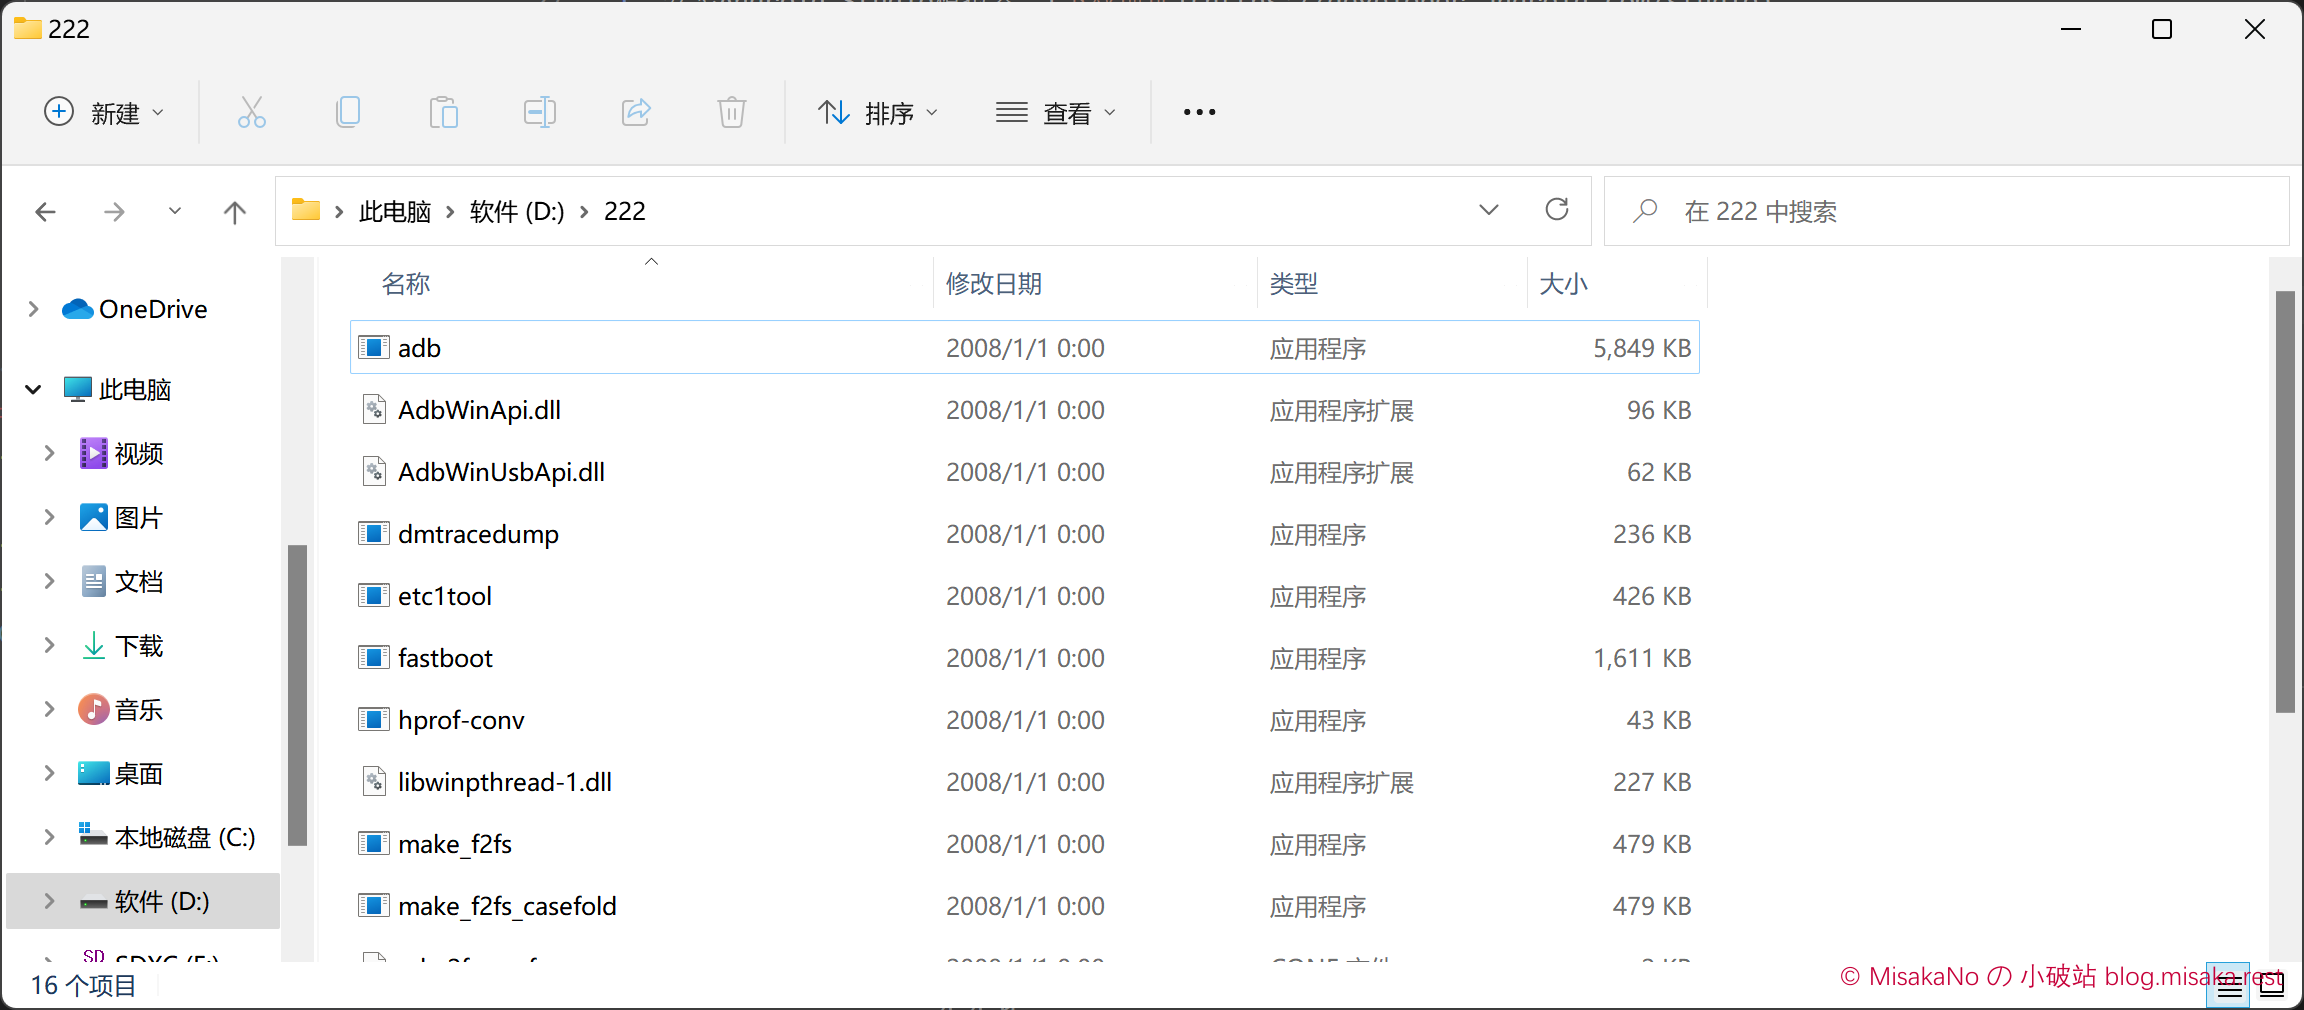 222
新建 排序 查看
此电脑 软件 (D:) 222 在 222 中搜索
名称 修改日期 类型 大小
OneDrive
此电脑
视频
图片
文档
下载
音乐
桌面
本地磁盘 (C:)
软件 (D:)
adb 2008/1/1 0:00 应用程序 5,849 KB
AdbWinApi.dll 2008/1/1 0:00 应用程序扩展 96 KB
AdbWinUsbApi.dll 2008/1/1 0:00 应用程序扩展 62 KB
dmtracedump 2008/1/1 0:00 应用程序 236 KB
etc1tool 2008/1/1 0:00 应用程序 426 KB
fastboot 2008/1/1 0:00 应用程序 1,611 KB
hprof-conv 2008/1/1 0:00 应用程序 43 KB
libwinpthread-1.dll 2008/1/1 0:00 应用程序扩展 227 KB
make_f2fs 2008/1/1 0:00 应用程序 479 KB
make_f2fs_casefold 2008/1/1 0:00 应用程序 479 KB
16 个项目
© MisakaNo の 小破站 blog.misaka.rest